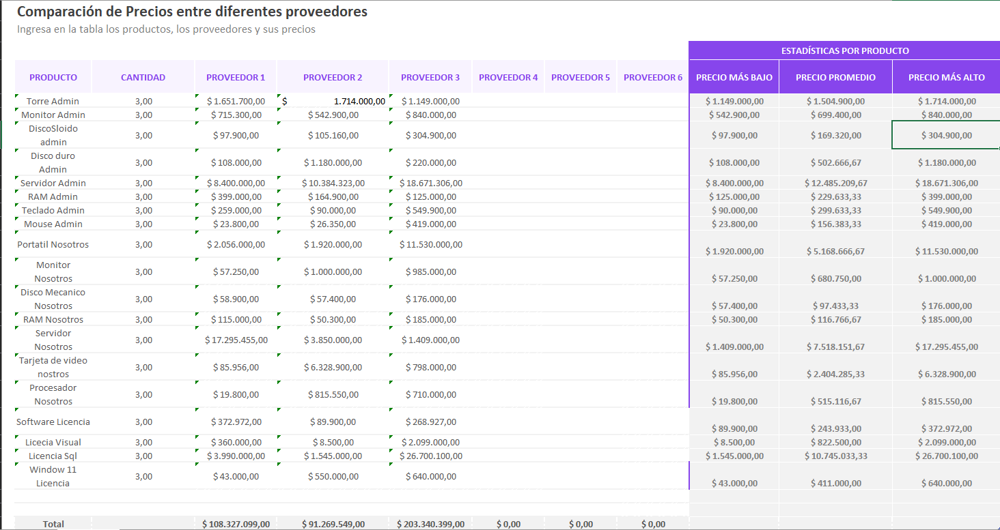 Comparación de Precios entre diferentes proveedores
Ingresa en la tabla los productos, los proveedores y sus precios
ESTADÍSTICAS POR PRODUCTO
PRODUCTO CANTIDAD PROVEEDOR 1 PROVEEDOR 2 PROVEEDOR 3 PROVEEDOR 4 PROVEEDOR 5 PROVEEDOR 6 PRECIO MÁS BAJO PRECIO PROMEDIO PRECIO MÁS ALTO
Torre Admin 3,00 $ 1.651.700,00 $ 1.714.000,00 $ 1.149.000,00 $ 1.149.000,00 $ 1.504.900,00 $ 1.714.000,00
Monitor Admin 3,00 $ 715.300,00 $ 542.900,00 $ 840.000,00 $ 542.900,00 $ 699.400,00 $ 840.000,00
DiscoSloido
admin 3,00 $ 97.900,00 $ 105.160,00 $ 304.900,00 $ 97.900,00 $ 169.320,00 $ 304.900,00
Disco duro
Admin 3,00 $ 108.000,00 $ 1.180.000,00 $ 220.000,00 $ 108.000,00 $ 502.666,67 $ 1.180.000,00
Servidor Admin 3,00 $ 8.400.000,00 $ 10.384.323,00 $ 18.671.306,00 $ 8.400.000,00 $ 12.485.209,67 $ 18.671.306,00
RAM Admin 3,00 $ 399.000,00 $ 164.900,00 $ 125.000,00 $ 125.000,00 $ 229.633,33 $ 399.000,00
Teclado Admin 3,00 $ 259.000,00 $ 90.000,00 $ 549.900,00 $ 90.000,00 $ 299.633,33 $ 549.900,00
Mouse Admin 3,00 $ 23.800,00 $ 26.350,00 $ 419.000,00 $ 23.800,00 $ 156.383,33 $ 419.000,00
Portatil Nosotros 3,00 $ 2.056.000,00 $ 1.920.000,00 $ 11.530.000,00 $ 1.920.000,00 $ 5.168.666,67 $ 11.530.000,00
Monitor
Nosotros 3,00 $ 57.250,00 $ 1.000.000,00 $ 985.000,00 $ 57.250,00 $ 680.750,00 $ 1.000.000,00
Disco Mecanico
Nosotros 3,00 $ 58.900,00 $ 57.400,00 $ 176.000,00 $ 57.400,00 $ 97.433,33 $ 176.000,00
RAM Nosotros 3,00 $ 115.000,00 $ 50.300,00 $ 185.000,00 $ 50.300,00 $ 116.766,67 $ 185.000,00
Servidor
Nosotros 3,00 $ 17.295.455,00 $ 3.850.000,00 $ 1.409.000,00 $ 1.409.000,00 $ 7.518.151,67 $ 17.295.455,00
Tarjeta de video
nostros 3,00 $ 85.956,00 $ 6.328.900,00 $ 798.000,00 $ 85.956,00 $ 2.404.285,33 $ 6.328.900,00
Procesador
Nosotros 3,00 $ 19.800,00 $ 815.550,00 $ 710.000,00 $ 19.800,00 $ 515.116,67 $ 815.550,00
Software Licencia 3,00 $ 372.972,00 $ 89.900,00 $ 268.927,00 $ 89.900,00 $ 243.933,00 $ 372.972,00
Licecia Visual 3,00 $ 360.000,00 $ 8.500,00 $ 2.099.000,00 $ 8.500,00 $ 822.500,00 $ 2.099.000,00
Licencia Sql 3,00 $ 3.990.000,00 $ 1.545.000,00 $ 26.700.100,00 $ 1.545.000,00 $ 10.745.033,33 $ 26.700.100,00
Window 11
Licencia 3,00 $ 43.000,00 $ 550.000,00 $ 640.000,00 $ 43.000,00 $ 411.000,00 $ 640.000,00
Total $ 108.327.099,00 $ 91.269.549,00 $ 203.340.399,00 $ 0,00 $ 0,00 $ 0,00